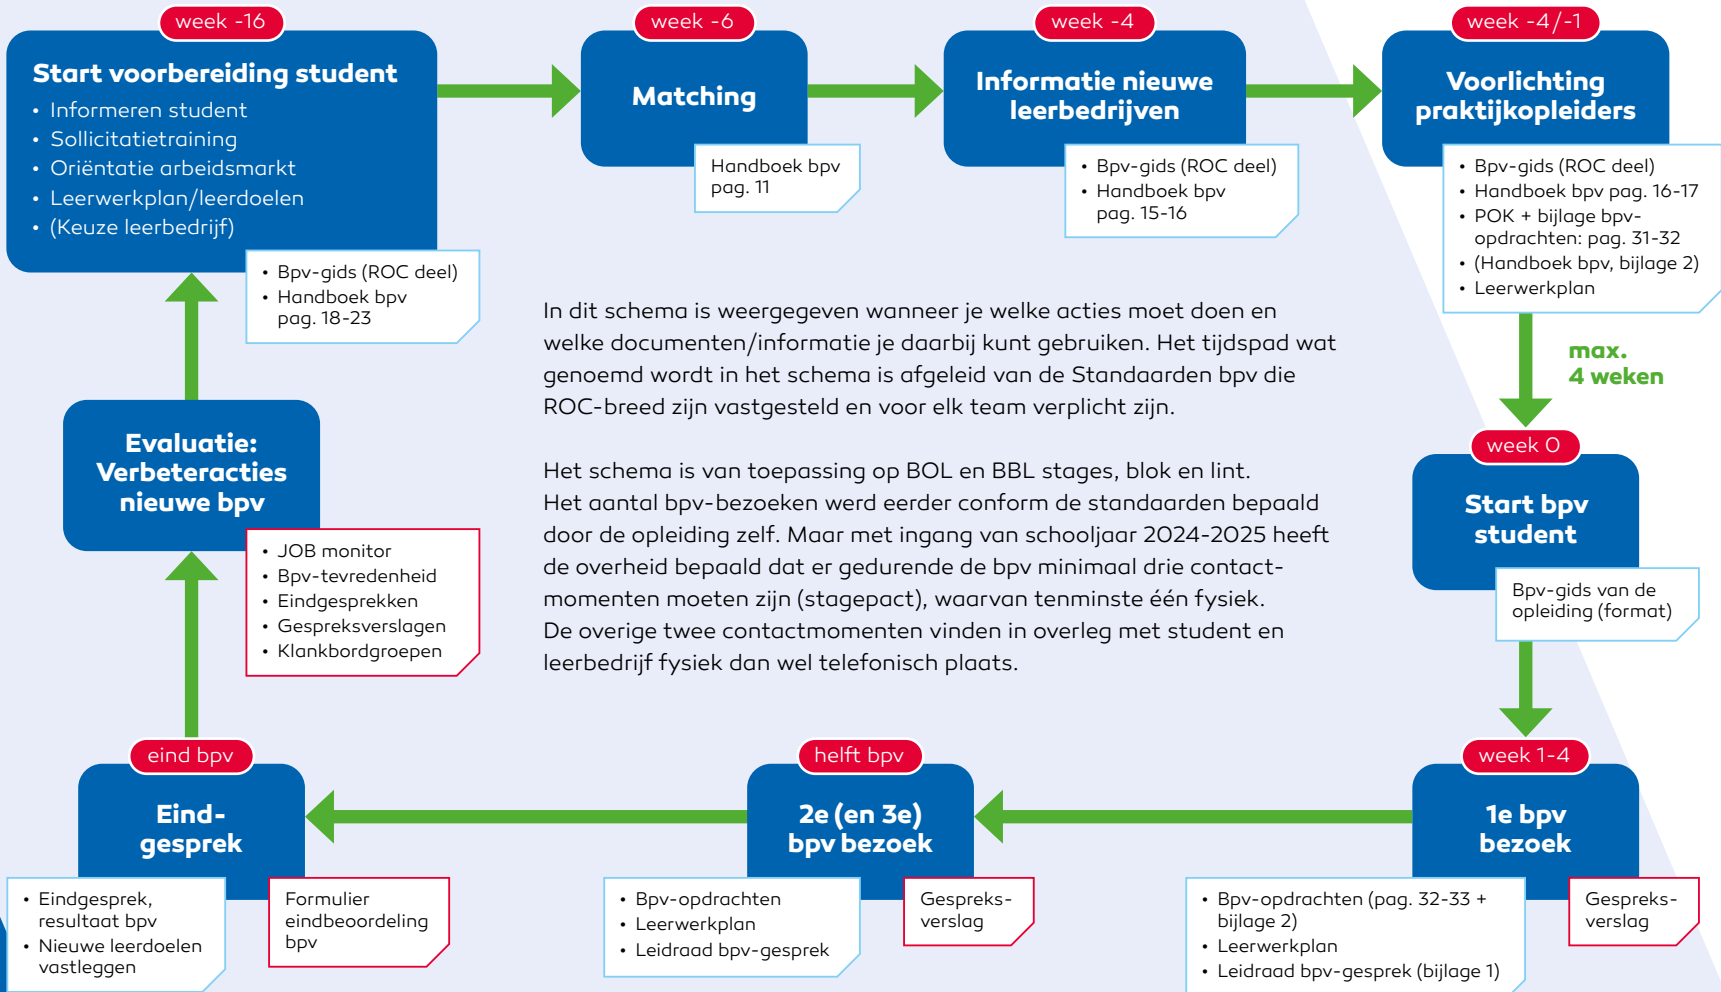 week -16
Start voorbereiding student
• Informeren student
• Sollicitatietraining
• Oriëntatie arbeidsmarkt
• Leerwerkplan/leerdoelen
• (Keuze leerbedrijf)
• Bpv-gids (ROC deel)
• Handboek bpv
pag. 18-23
week -6
Matching
Handboek bpv
pag. 11
week -4
Informatie nieuwe
leerbedrijven
• Bpv-gids (ROC deel)
• Handboek bpv
pag. 15-16
week -4/-1
Voorlichting
praktijkopleiders
• Bpv-gids (ROC deel)
• Handboek bpv pag. 16-17
• POK + bijlage bpv-
opdrachten: pag. 31-32
• (Handboek bpv, bijlage 2)
• Leerwerkplan
max.
4 weken
In dit schema is weergegeven wanneer je welke acties moet doen en
welke documenten/informatie je daarbij kunt gebruiken. Het tijdspad wat
genoemd wordt in het schema is afgeleid van de Standaarden bpv die
ROC-breed zijn vastgesteld en voor elk team verplicht zijn.
Het schema is van toepassing op BOL en BBL stages, blok en lint.
Het aantal bpv-bezoeken werd eerder conform de standaarden bepaald
door de opleiding zelf. Maar met ingang van schooljaar 2024-2025 heeft
de overheid bepaald dat er gedurende de bpv minimaal drie contact-
momenten moeten zijn (stagepact), waarvan tenminste één fysiek.
De overige twee contactmomenten vinden in overleg met student en
leerbedrijf fysiek dan wel telefonisch plaats.
week 0
Start bpv
student
Bpv-gids van de
opleiding (format)
week 1-4
1e bpv
bezoek
• Bpv-opdrachten (pag. 32-33 +
bijlage 2)
• Leerwerkplan
• Leidraad bpv-gesprek (bijlage 1)
Gespreks-
verslag
helft bpv
2e (en 3e)
bpv bezoek
• Bpv-opdrachten
• Leerwerkplan
• Leidraad bpv-gesprek
Gespreks-
verslag
eind bpv
Eind-
gesprek
• Eindgesprek,
resultaat bpv
• Nieuwe leerdoelen
vastleggen
Formulier
eindbeoordeling
bpv
Evaluatie:
Verbeteracties
nieuwe bpv
• JOB monitor
• Bpv-tevredenheid
• Eindgesprekken
• Gespreksverslagen
• Klankbordgroepen